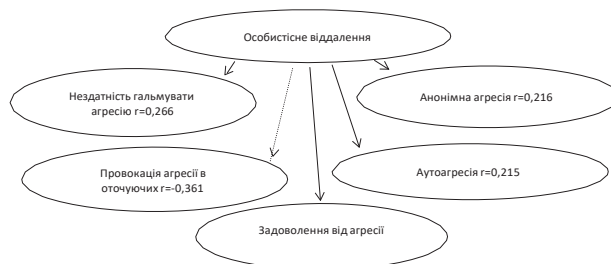 Особистісне віддалення
Нездатність гальмувати
агресію r=0,266
Анонімна агресія r=0,216
Провокація агресії в
оточуючих r=-0,361
Аутоагресія r=0,215
Задоволення від агресії